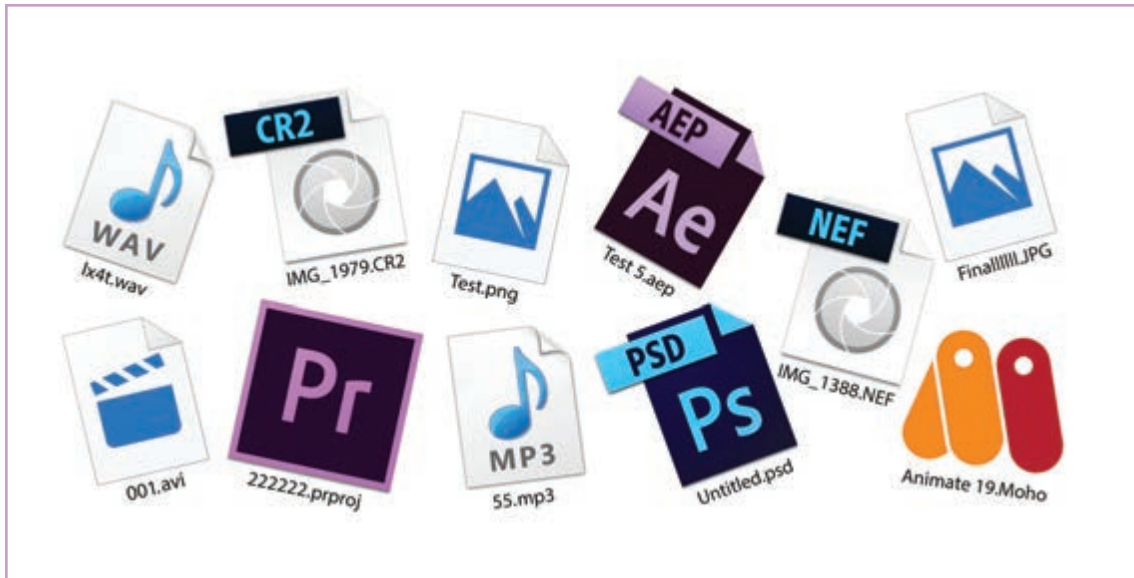 WAV
lx4t.wav
CR2
IMG_1979.CR2
Test.png
AEP
Ae
Test 5.aep
NEF
IMG_1388.NEF
FinalIIIIII.JPG
001.avi
Pr
222222.prproj
MP3
55.mp3
PSD
Ps
Untitled.psd
Animate 19.Moho